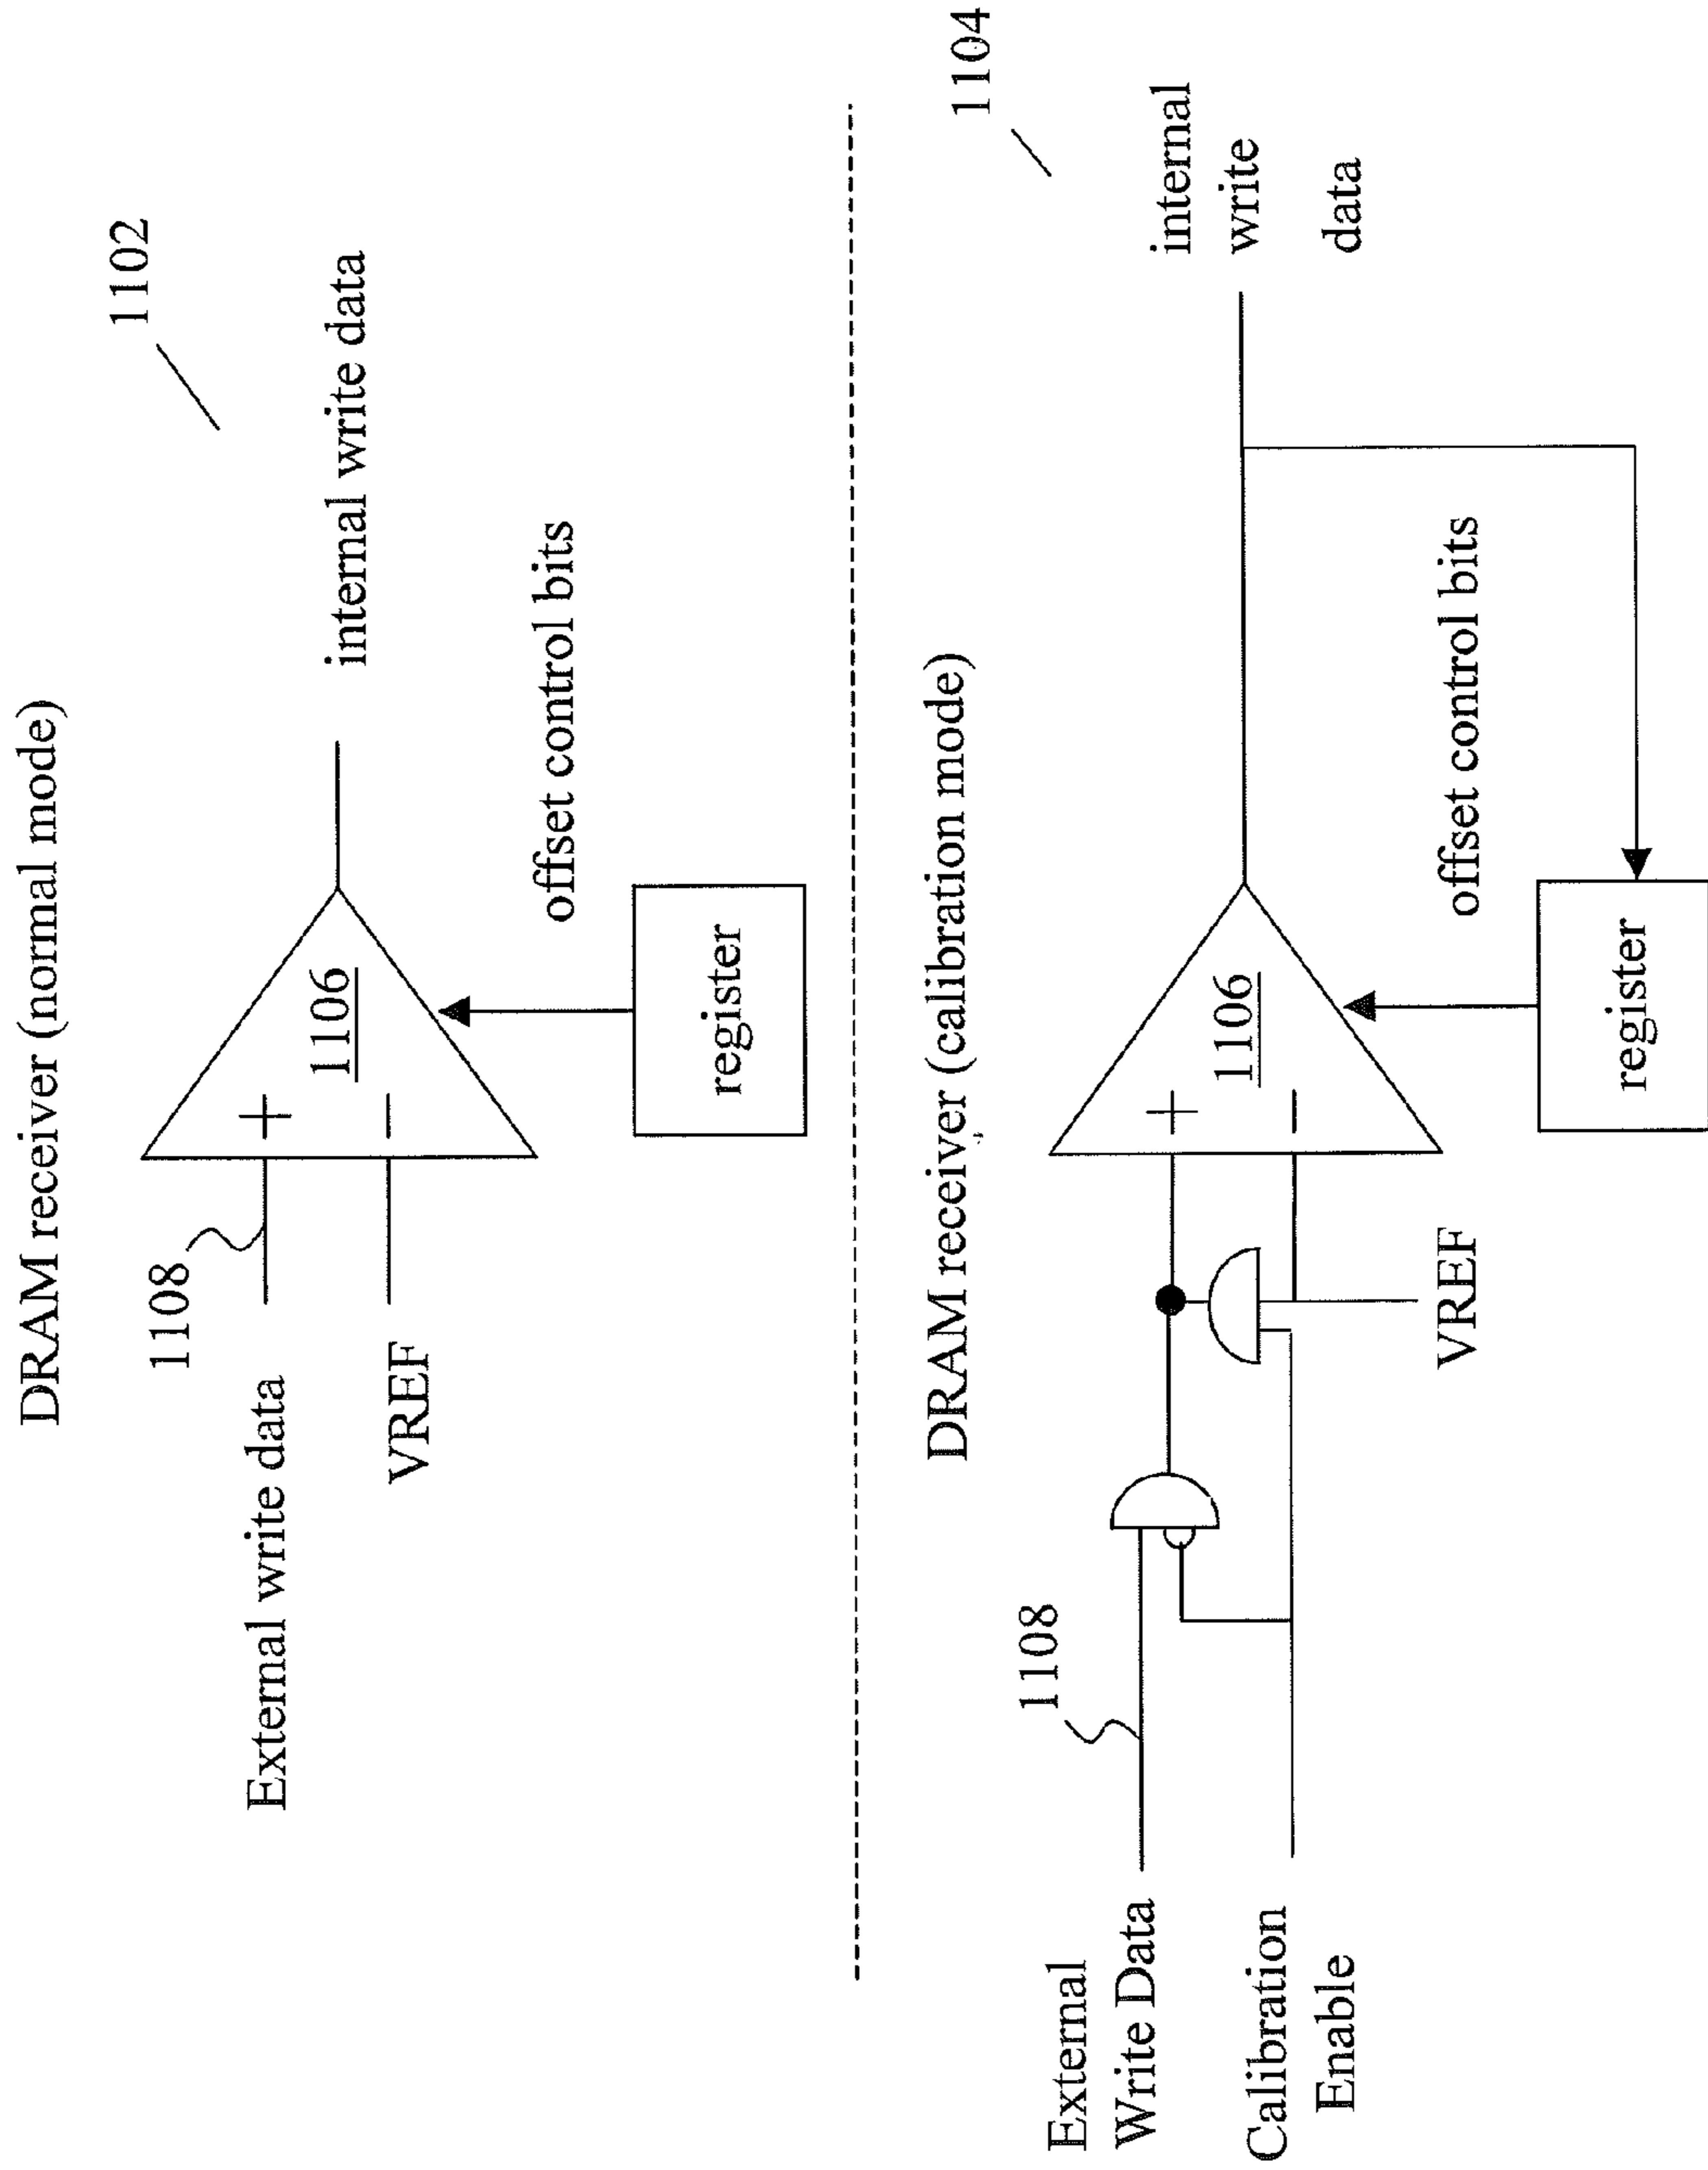 DRAM receiver (normal mode)
1102
1108
External write data
+
1106
internal write data
VREF
−
offset control bits
register
DRAM receiver (calibration mode)
1104
1108
External
Write Data
+
1106
internal
write
data
−
Calibration
Enable
VREF
offset control bits
register